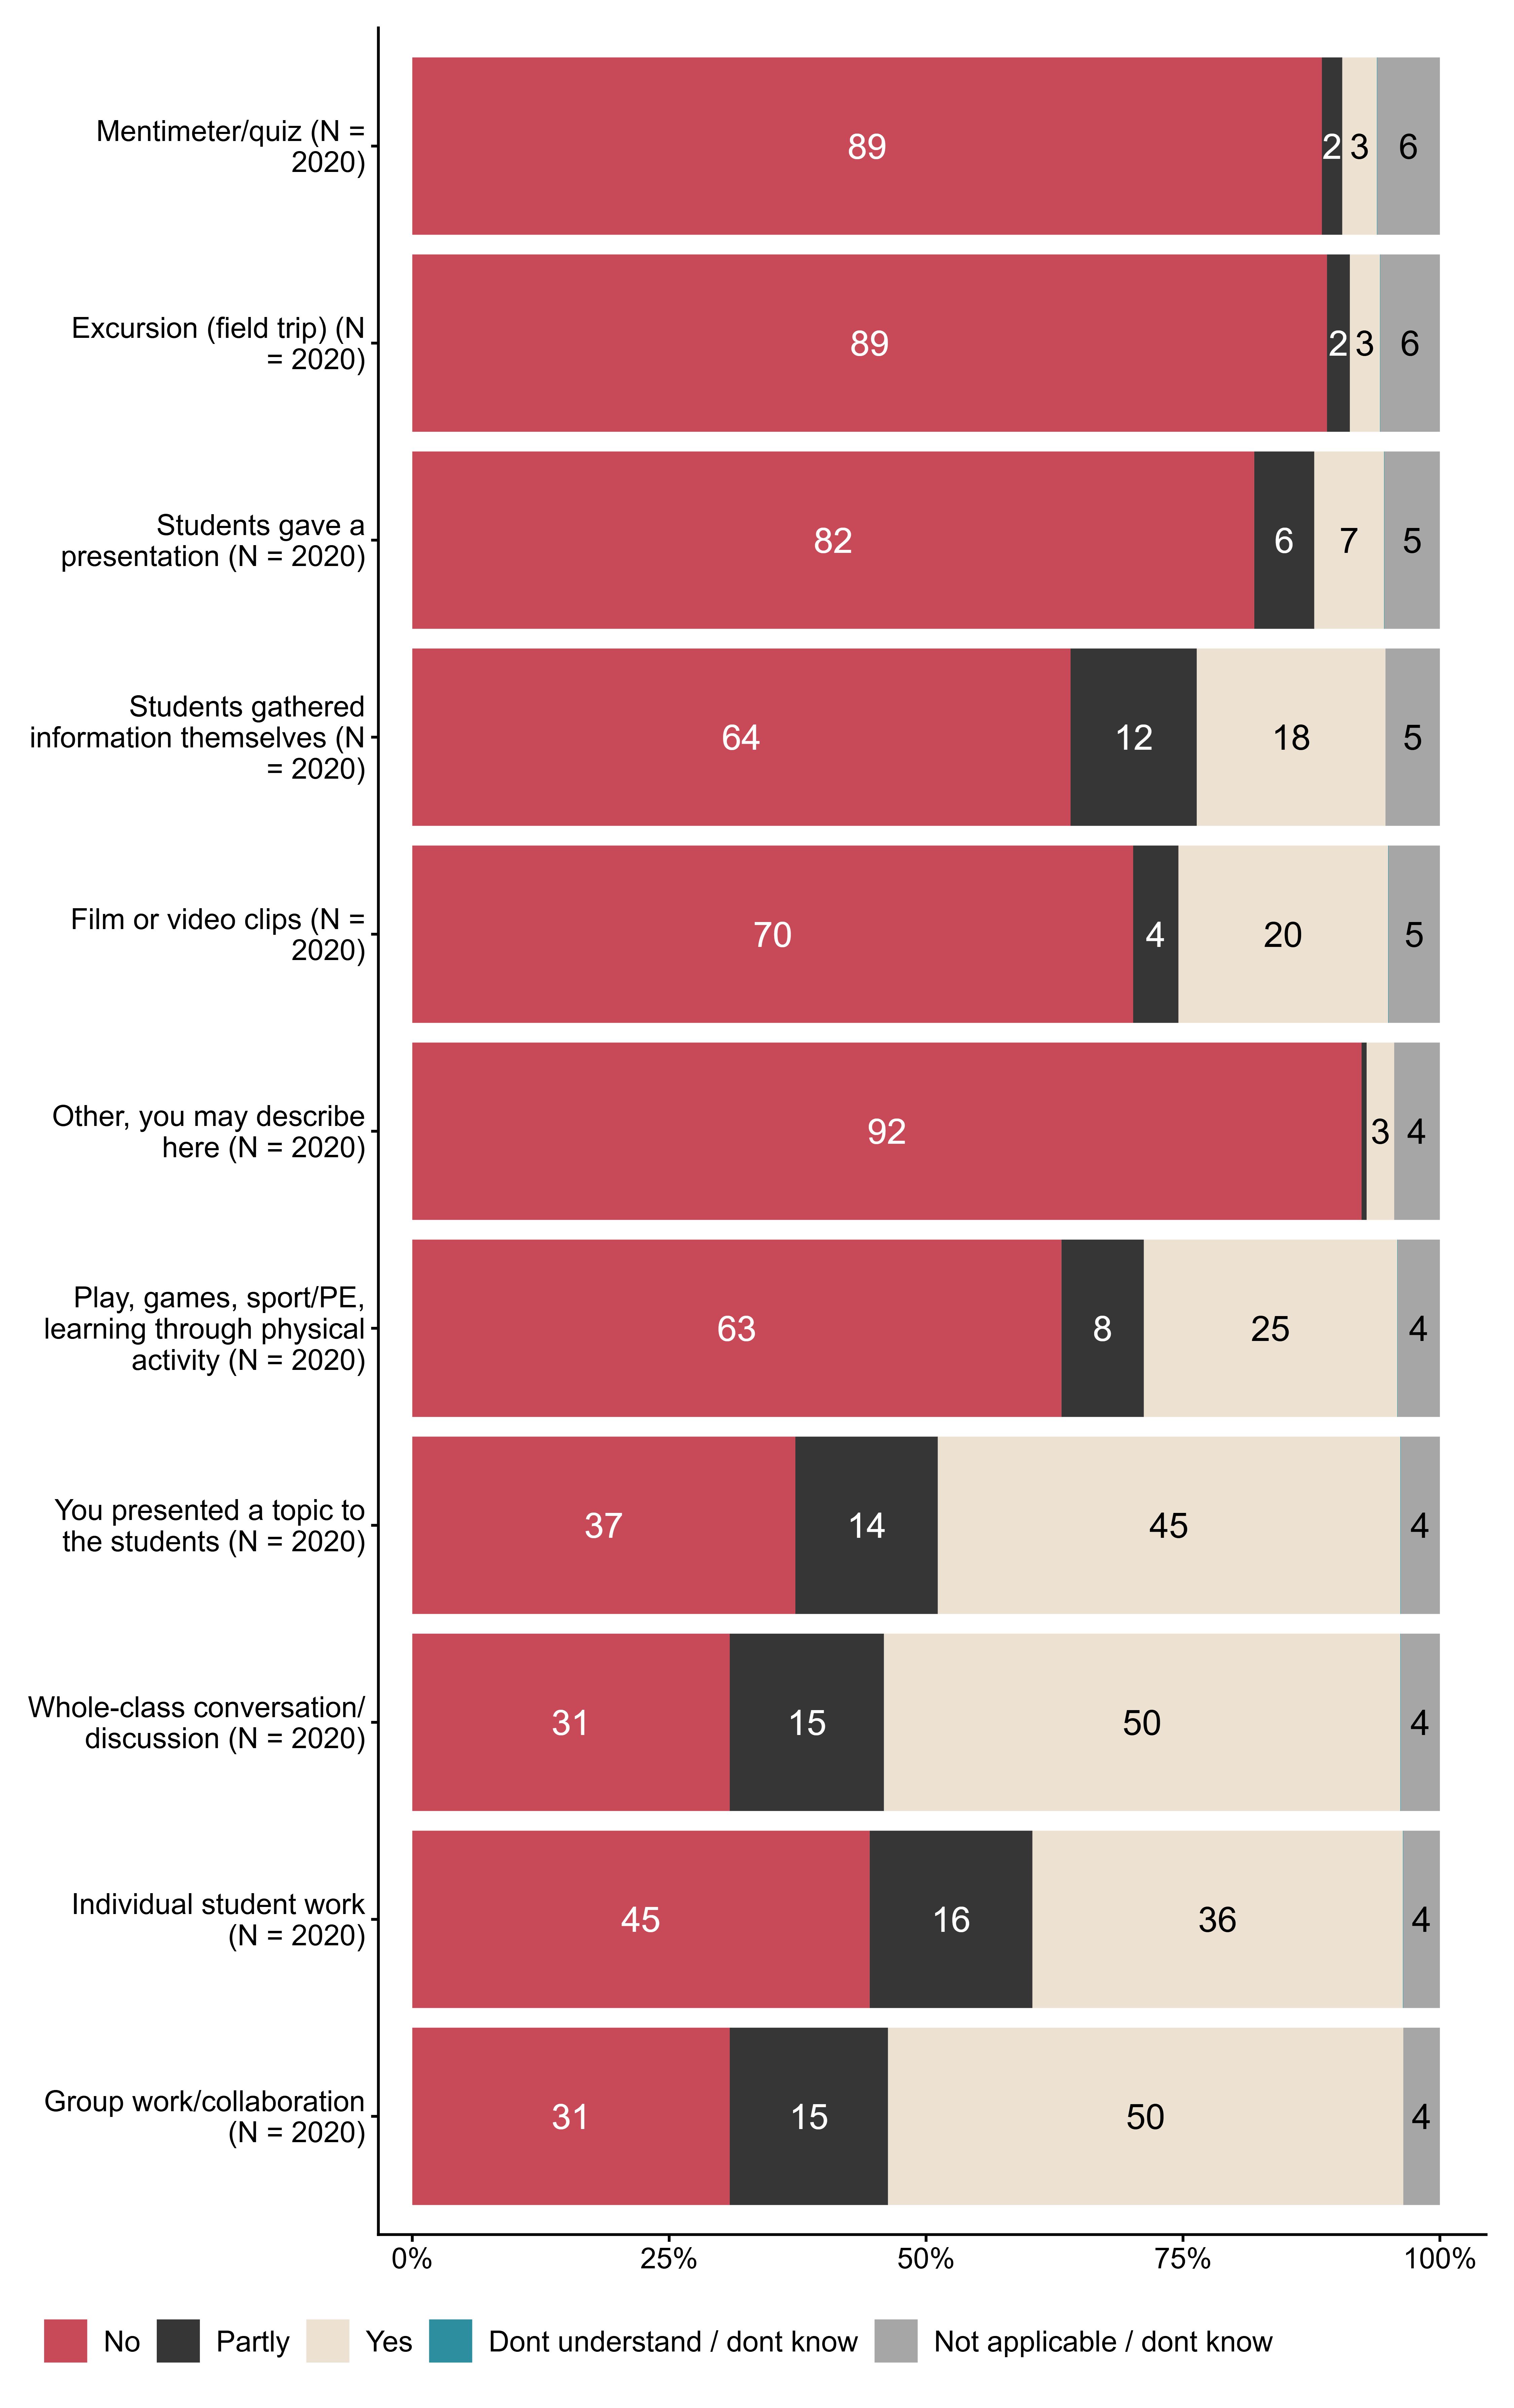 Mentimeter/quiz (N =
2020)
89
2
3
6
Excursion (field trip) (N
= 2020)
89
2
3
6
Students gave a
presentation (N = 2020)
82
6
7
5
Students gathered
information themselves (N
= 2020)
64
12
18
5
Film or video clips (N =
2020)
70
4
20
5
Other, you may describe
here (N = 2020)
92
3
4
Play, games, sport/PE,
learning through physical
activity (N = 2020)
63
8
25
4
You presented a topic to
the students (N = 2020)
37
14
45
4
Whole-class conversation/
discussion (N = 2020)
31
15
50
4
Individual student work
(N = 2020)
45
16
36
4
Group work/collaboration
(N = 2020)
31
15
50
4
0%
25%
50%
75%
100%
No
Partly
Yes
Dont understand / dont know
Not applicable / dont know